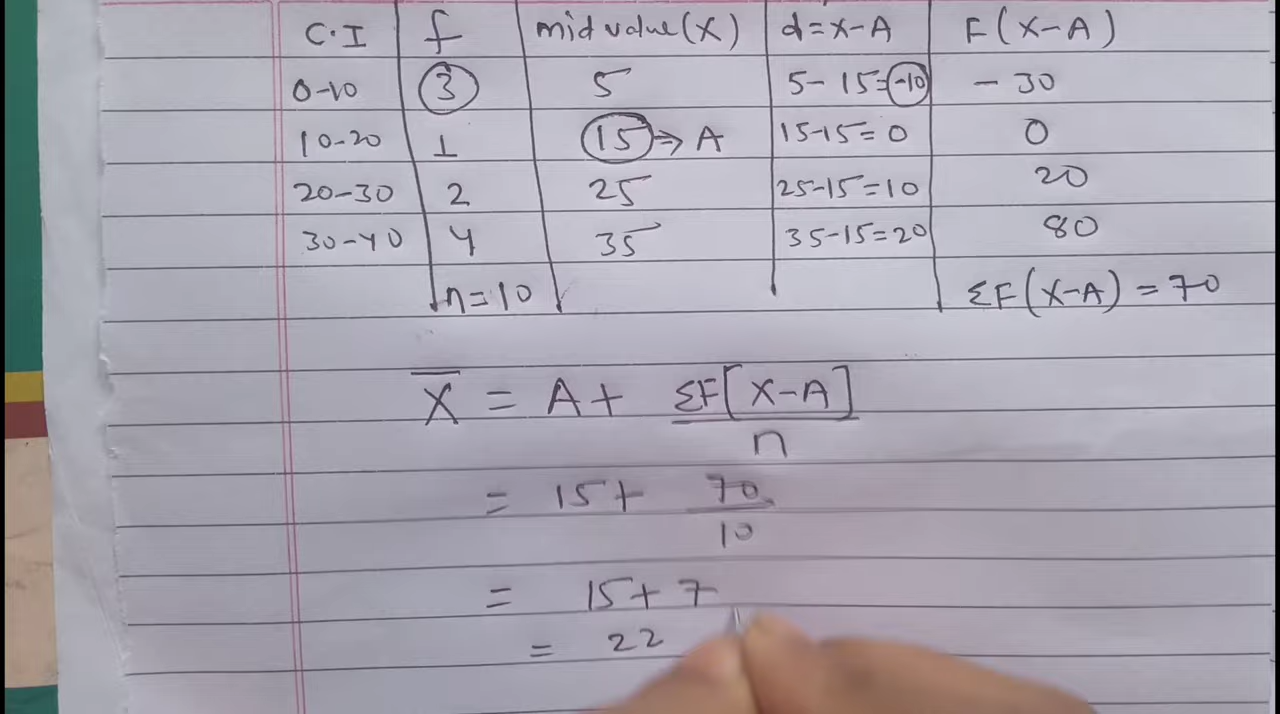 C.I f mid value(X) d=X-A F(X-A)
0-10 3 5 5-15=-10 -30
10-20 1 15⇒A 15-15=0 0
20-30 2 25 25-15=10 20
30-40 4 35 35-15=20 80
n=10 ΣF(X-A)=70
X̅ = A+ ΣF[X-A]
n
= 15+ 70
10
= 15+7
= 22